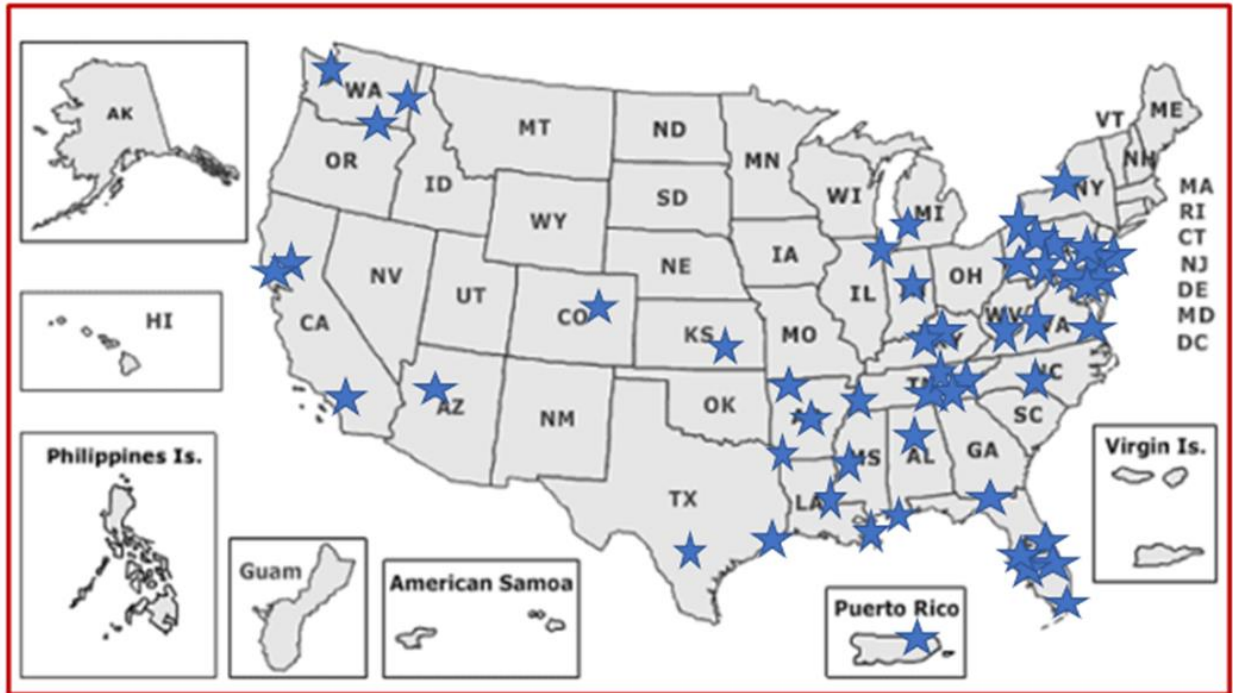 AK
HI
Philippines Is.
Guam
American Samoa
Puerto Rico
Virgin Is.
WA
OR
ID
MT
ND
MN
SD
WY
WI
MI
VT
ME
NH
NY
MA
RI
CT
NJ
DE
MD
DC
CA
NV
UT
CO
NE
KS
IA
IL
OH
MO
WV
VA
KY
TN
NC
SC
AZ
NM
OK
TX
LA
MS
AL
GA